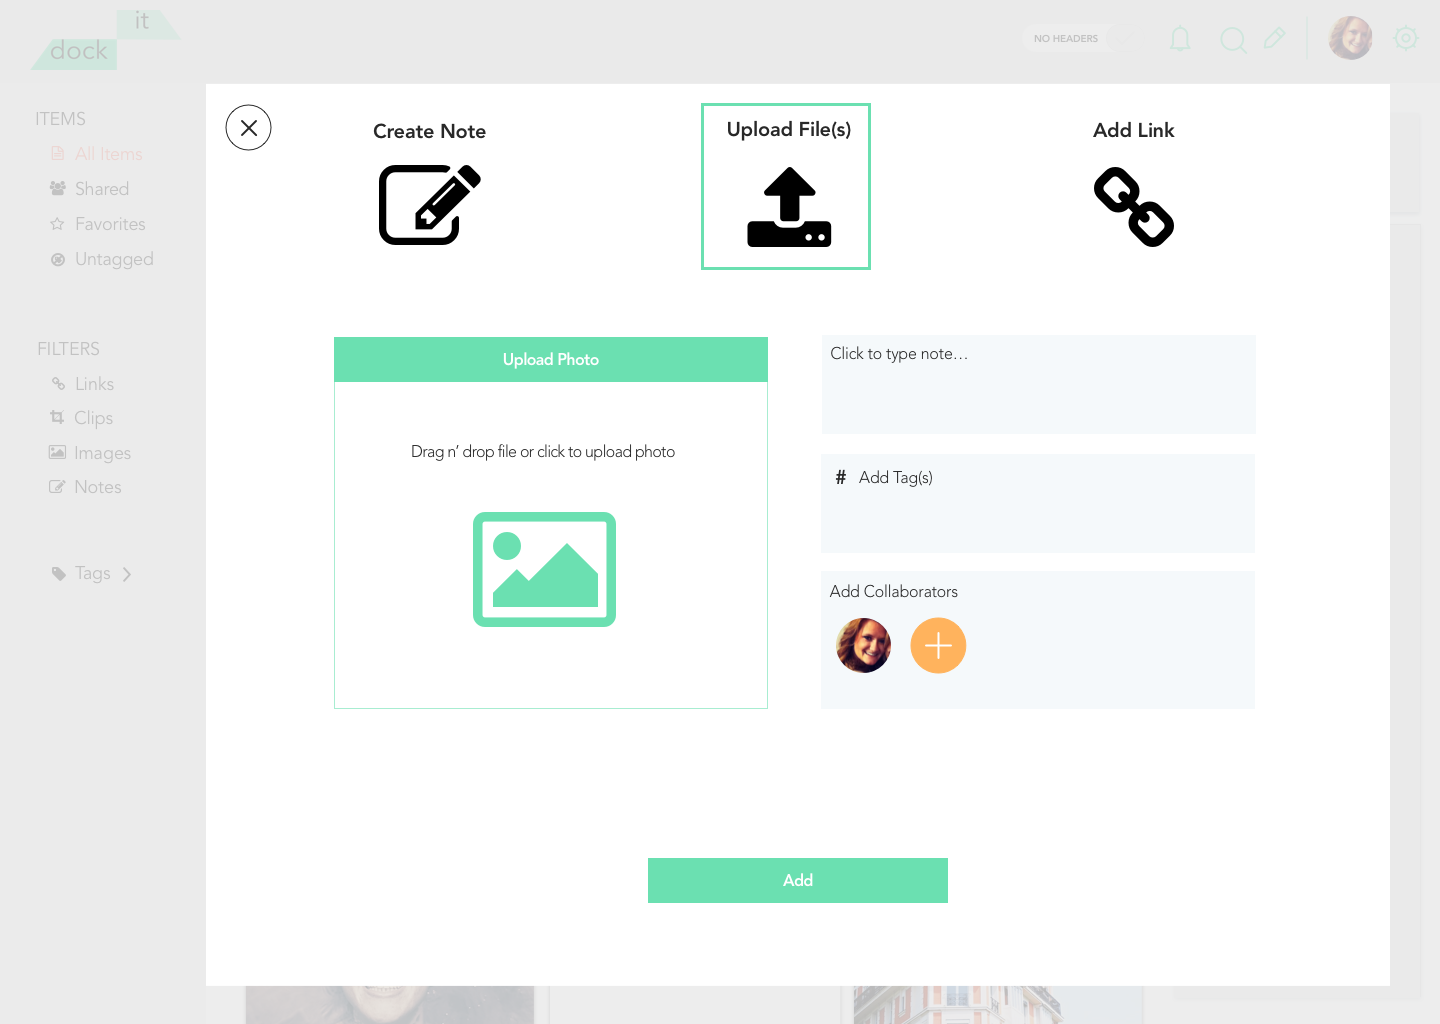 it
dock
NO HEADERS
ITEMS
All Items
Shared
Favorites
Untagged
FILTERS
Links
Clips
Images
Notes
Tags
Create Note
Upload File(s)
Add Link
Upload Photo
Drag n’ drop file or click to upload photo
Click to type note…
# Add Tag(s)
Add Collaborators
Add